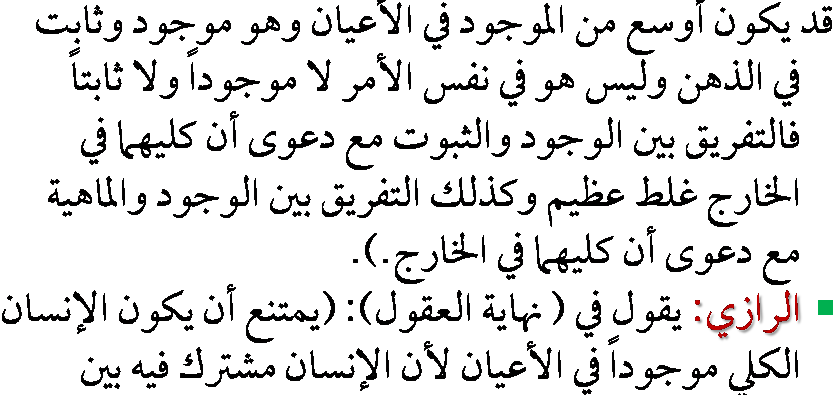 قد يكون أوسع من الموجود في الأعيان وهو موجود وثابت
في الذهن وليس هو في نفس الأمر لا موجوداً ولا ثابتاً
فالتفريق بين الوجود والثبوت مع دعوى أن كليهما في
الخارج غلط عظيم وكذلك التفريق بين الوجود والماهية
مع دعوى أن كليهما في الخارج.).
الرازي: يقول في ( نهاية العقول): (يمتنع أن يكون الإنسان
الكلي موجوداً في الأعيان لأن الإنسان مشترك فيه بين